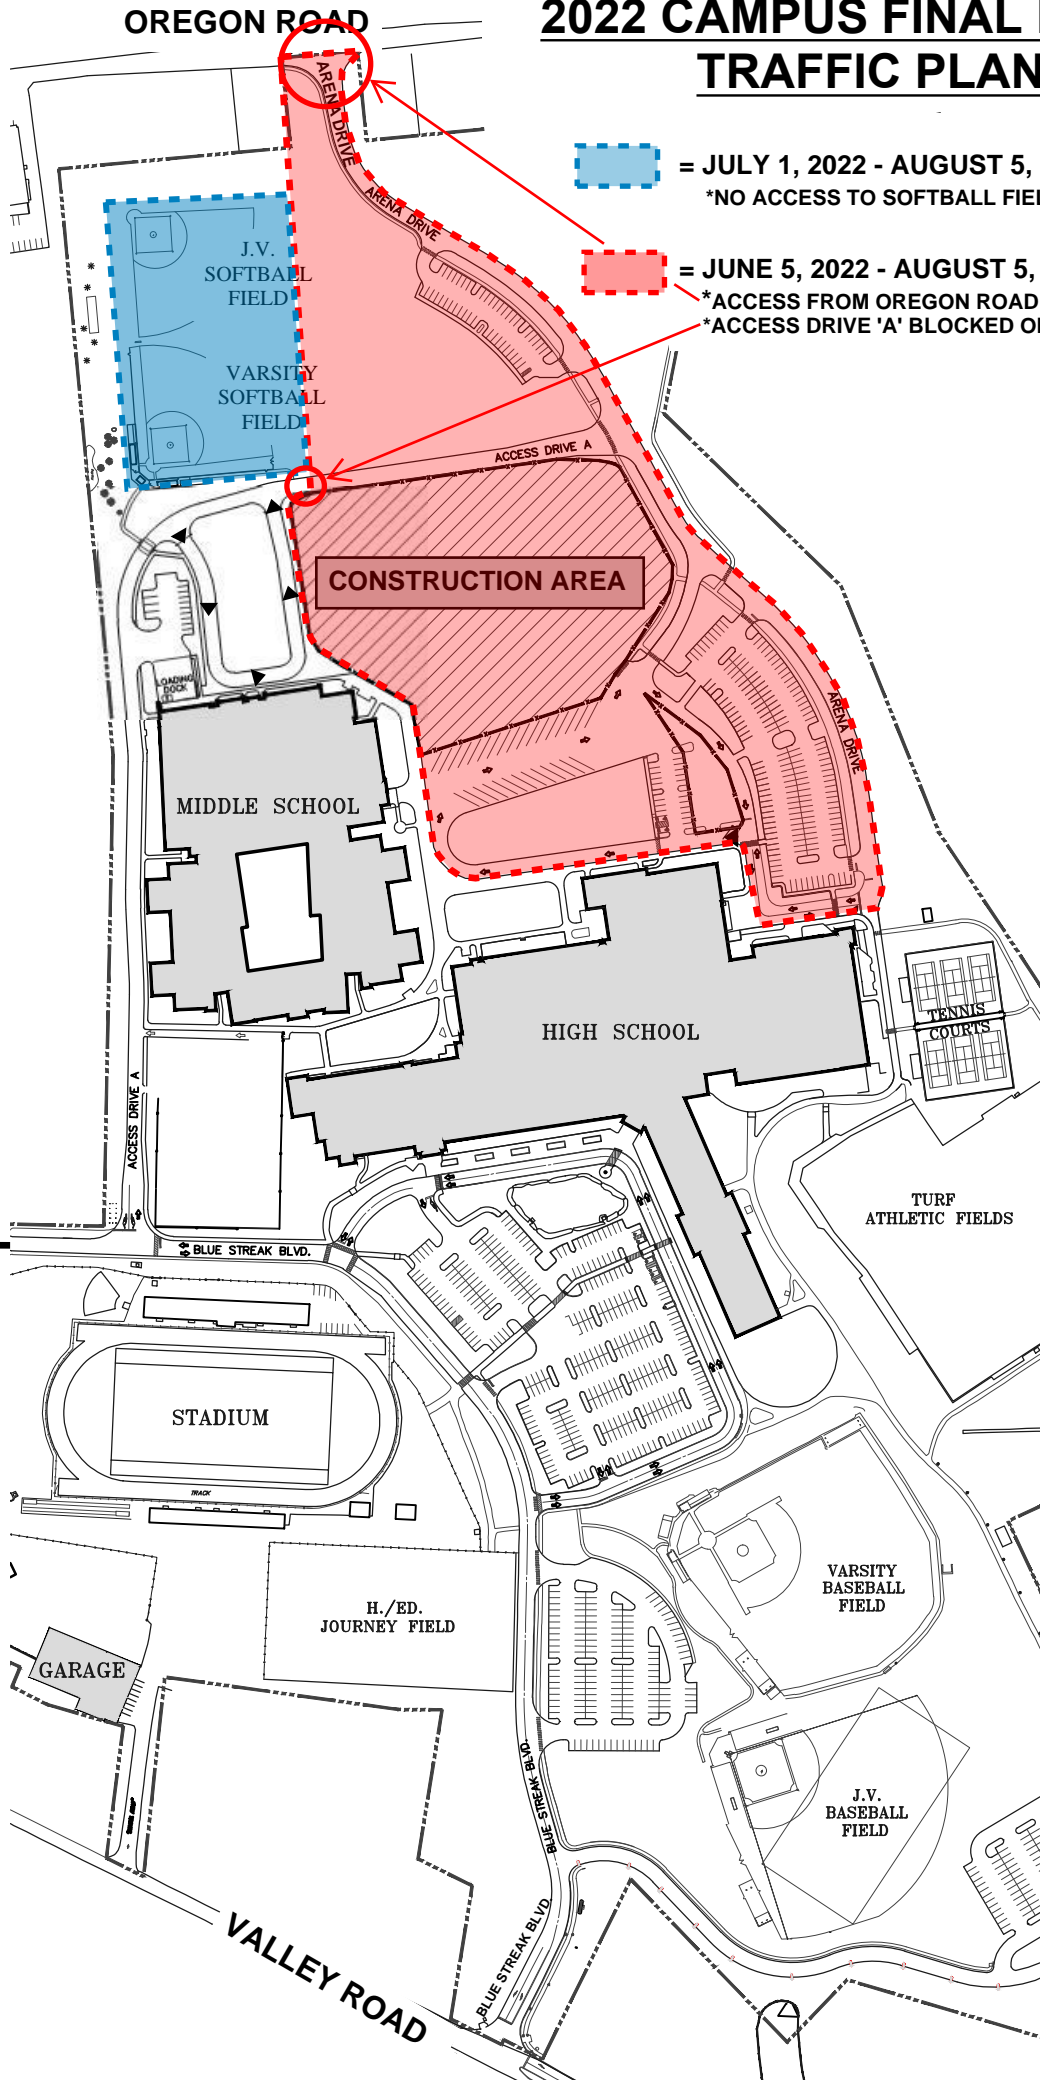 OREGON ROAD
2022 CAMPUS FINAL
TRAFFIC PLAN
= JULY 1, 2022 - AUGUST 5,
*NO ACCESS TO SOFTBALL FIEL
= JUNE 5, 2022 - AUGUST 5,
*ACCESS FROM OREGON ROAD
*ACCESS DRIVE 'A' BLOCKED
ARENA DRIVE
ARENA DRIVE
J.V.
SOFTBALL
FIELD
VARSITY
SOFTBALL
FIELD
ACCESS DRIVE A
CONSTRUCTION AREA
LOADING
DOCK
ARENA DRIVE
MIDDLE SCHOOL
HIGH SCHOOL
TENNIS
COURTS
ACCESS DRIVE A
TURF
ATHLETIC FIELDS
BLUE STREAK BLVD.
STADIUM
TRACK
VARSITY
BASEBALL
FIELD
H./ED.
JOURNEY FIELD
GARAGE
BLUE STREAK BLVD.
J.V.
BASEBALL
FIELD
BLUE STREAK BLVD.
VALLEY ROAD